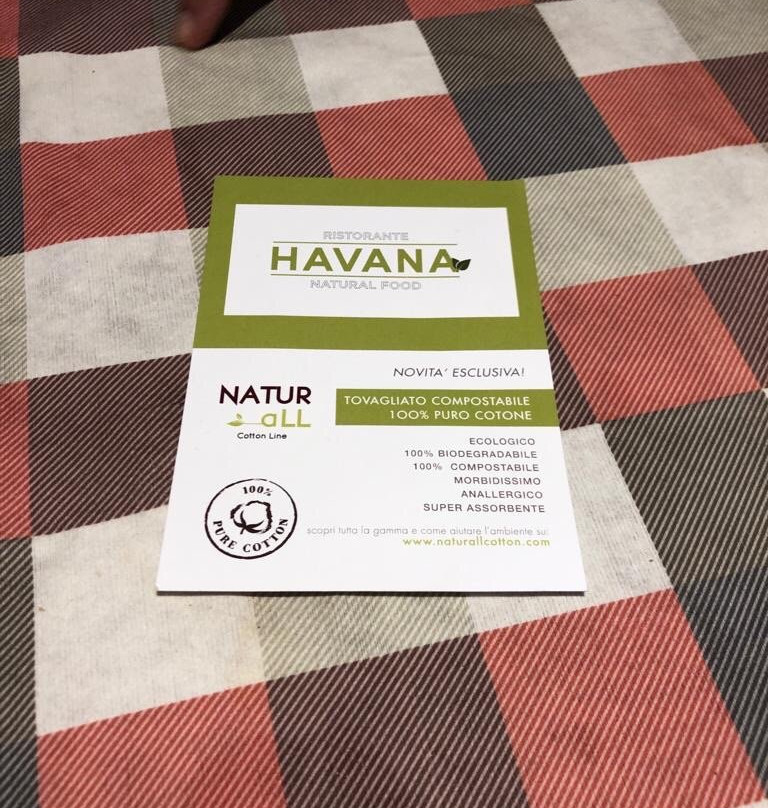 RISTORANTE
HAVANA
NATURAL FOOD
NOVITA' ESCLUSIVA!
NATUR
aLL
Cotton Line
TOVAGLIATO COMPOSTABILE
100% PURO COTONE
ECOLOGICO
100% BIODEGRADABILE
100% COMPOSTABILE
MORBIDISSIMO
ANALLERGICO
SUPER ASSORBENTE
100%
PURE COTTON
scopri tutta la gamma e come aiutare l'ambiente su:
www.naturallcotton.com